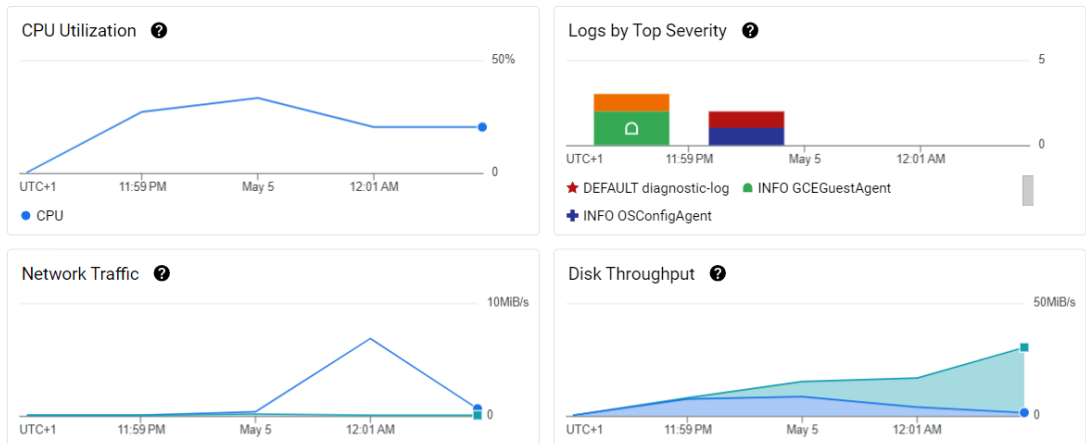 CPU Utilization
50%
0
UTC+1 11:59 PM May 5 12:01 AM
CPU
Logs by Top Severity
5
0
UTC+1 11:59 PM May 5 12:01 AM
DEFAULT diagnostic-log INFO GCEGuestAgent
INFO OSConfigAgent
Network Traffic
10MiB/s
0
UTC+1 11:59 PM May 5 12:01 AM
Disk Throughput
50MiB/s
0
UTC+1 11:59 PM May 5 12:01 AM